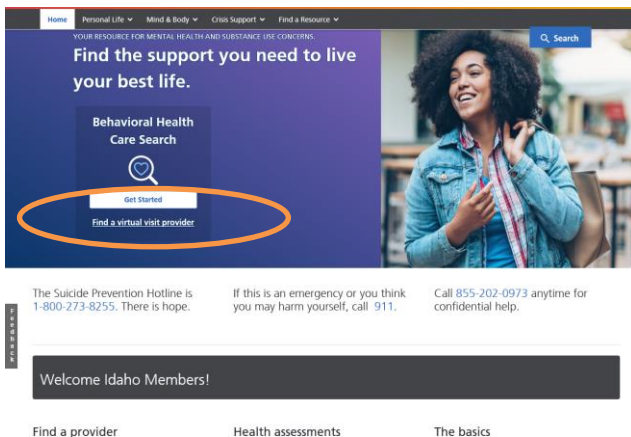 Home Personal Life Mind & Body Crisis Support Find a Resource
YOUR RESOURCE FOR MENTAL HEALTH AND SUBSTANCE USE CONCERNS.
Search
Find the support you need to live
your best life.
Behavioral Health
Care Search
Get Started
Find a virtual visit provider
The Suicide Prevention Hotline is
1-800-273-8255. There is hope.
If this is an emergency or you think
you may harm yourself, call 911.
Call 855-202-0973 anytime for
confidential help.
Feedback
Welcome Idaho Members!
Find a provider
Health assessments
The basics